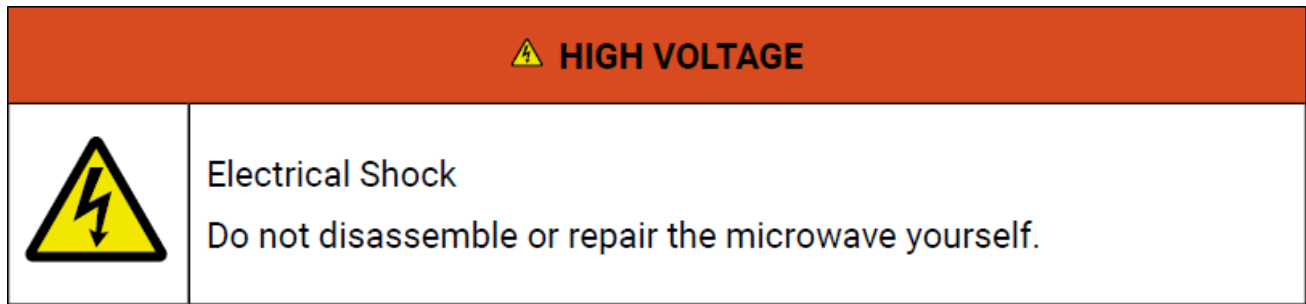 HIGH VOLTAGE
Electrical Shock
Do not disassemble or repair the microwave yourself.